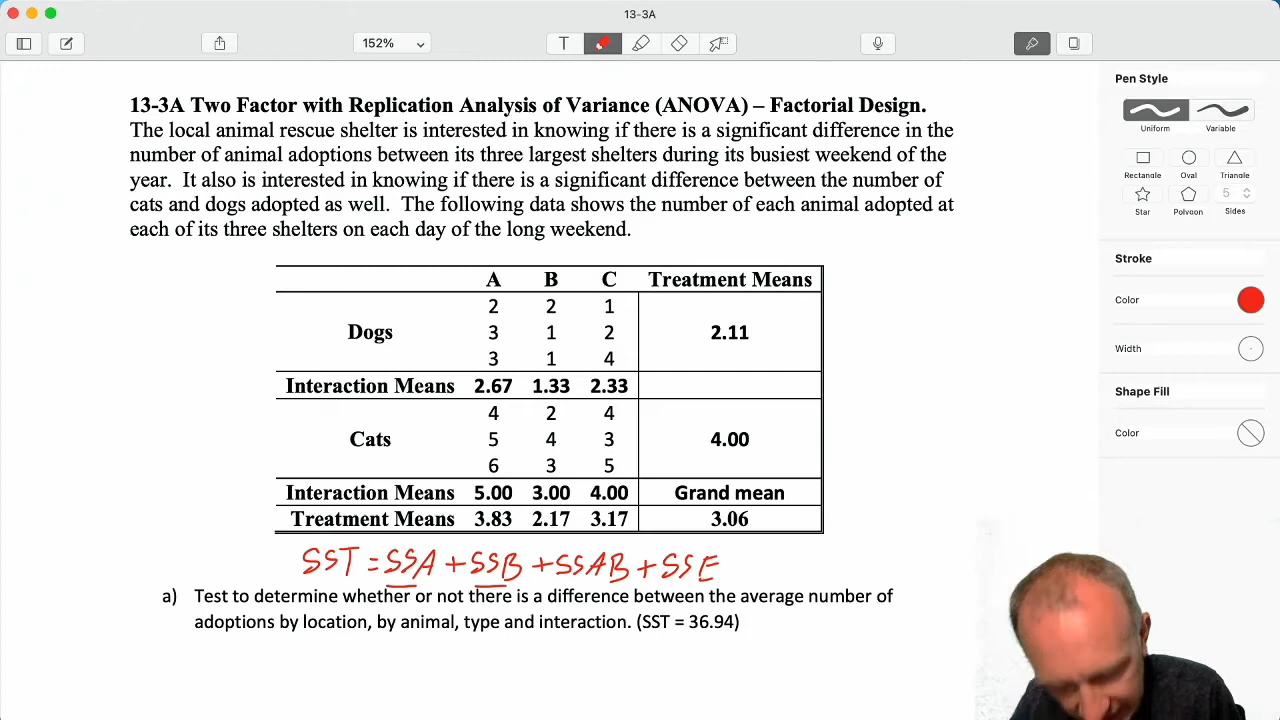 13-3A
152%
T
Pen Style
Uniform Variable
Rectangle Oval Triangle
Star Polygon Sides
5
Stroke
Color
Width
Shape Fill
Color
13-3A Two Factor with Replication Analysis of Variance (ANOVA) – Factorial Design.
The local animal rescue shelter is interested in knowing if there is a significant difference in the
number of animal adoptions between its three largest shelters during its busiest weekend of the
year. It also is interested in knowing if there is a significant difference between the number of
cats and dogs adopted as well. The following data shows the number of each animal adopted at
each of its three shelters on each day of the long weekend.
A B C Treatment Means
2 2 1
Dogs 3 1 2 2.11
3 1 4
Interaction Means 2.67 1.33 2.33
4 2 4
Cats 5 4 3 4.00
6 3 5
Interaction Means 5.00 3.00 4.00 Grand mean
Treatment Means 3.83 2.17 3.17 3.06
SST = SSA + SSB + SSAB + SSE
a) Test to determine whether or not there is a difference between the average number of
adoptions by location, by animal, type and interaction. (SST = 36.94)